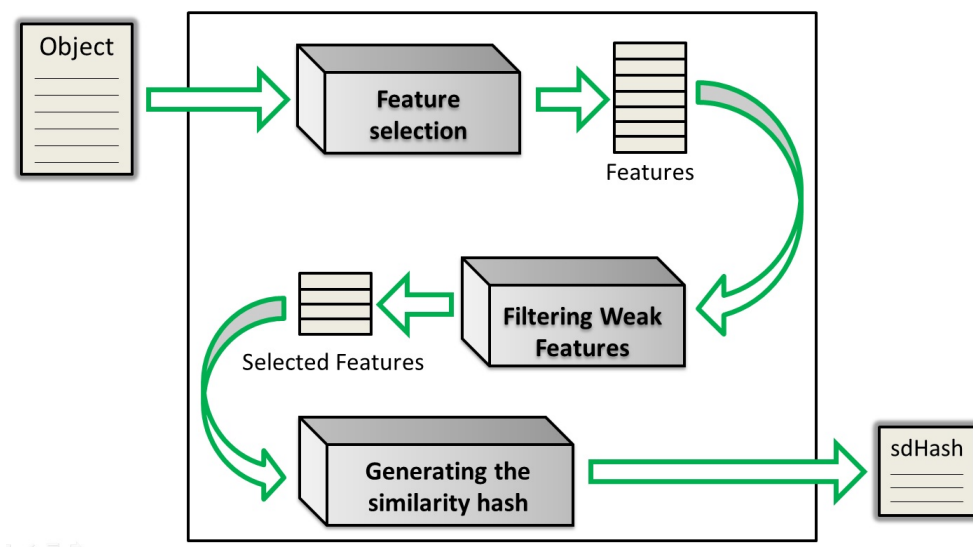 Object
Feature
selection
Features
Filtering Weak
Features
Selected Features
Generating the
similarity hash
sdHash